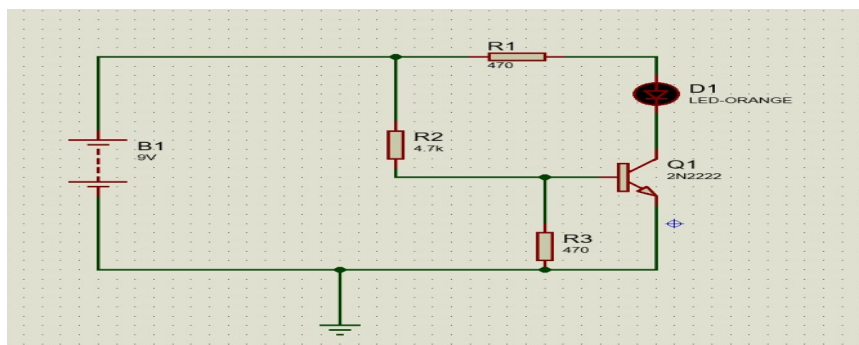 R1
470
D1
LED-ORANGE
B1
9V
R2
4.7k
Q1
2N2222
R3
470